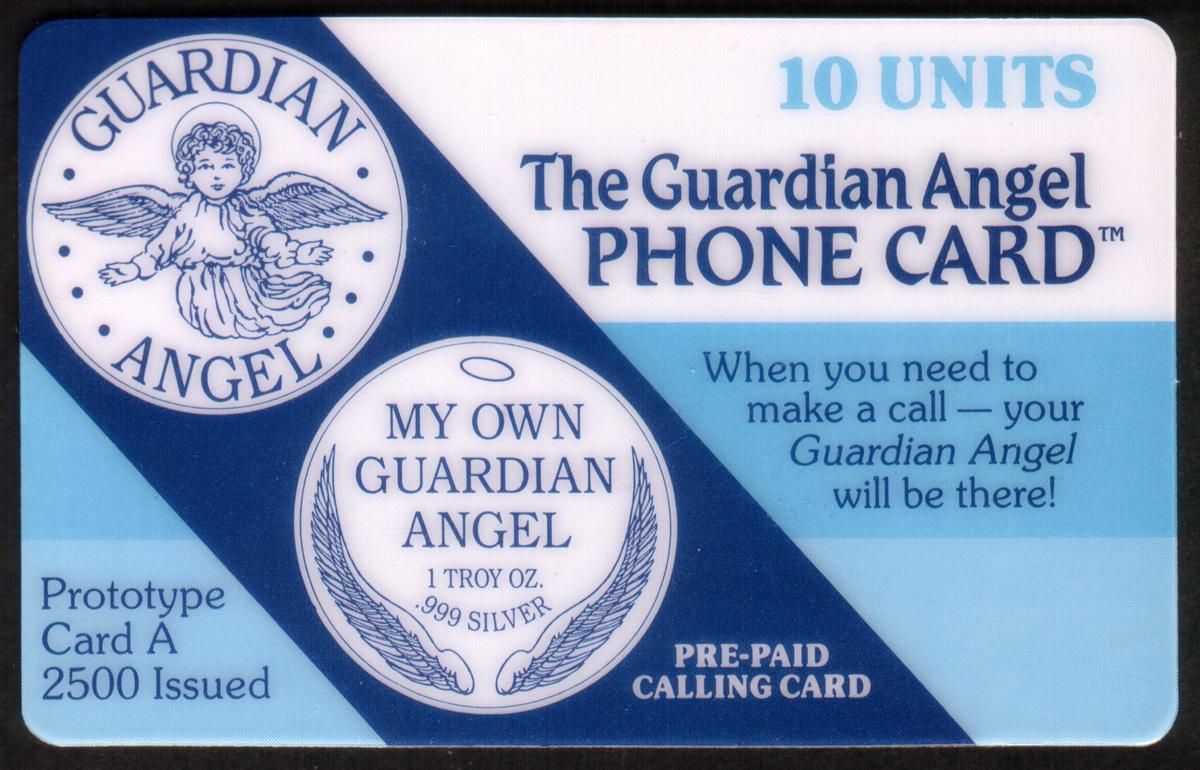 GUARDIAN
ANGEL
10 UNITS
The Guardian Angel
PHONE CARD™
When you need to
make a call — your
Guardian Angel
will be there!
MY OWN
GUARDIAN
ANGEL
1 TROY OZ.
.999 SILVER
Prototype
Card A
2500 Issued
PRE-PAID
CALLING CARD